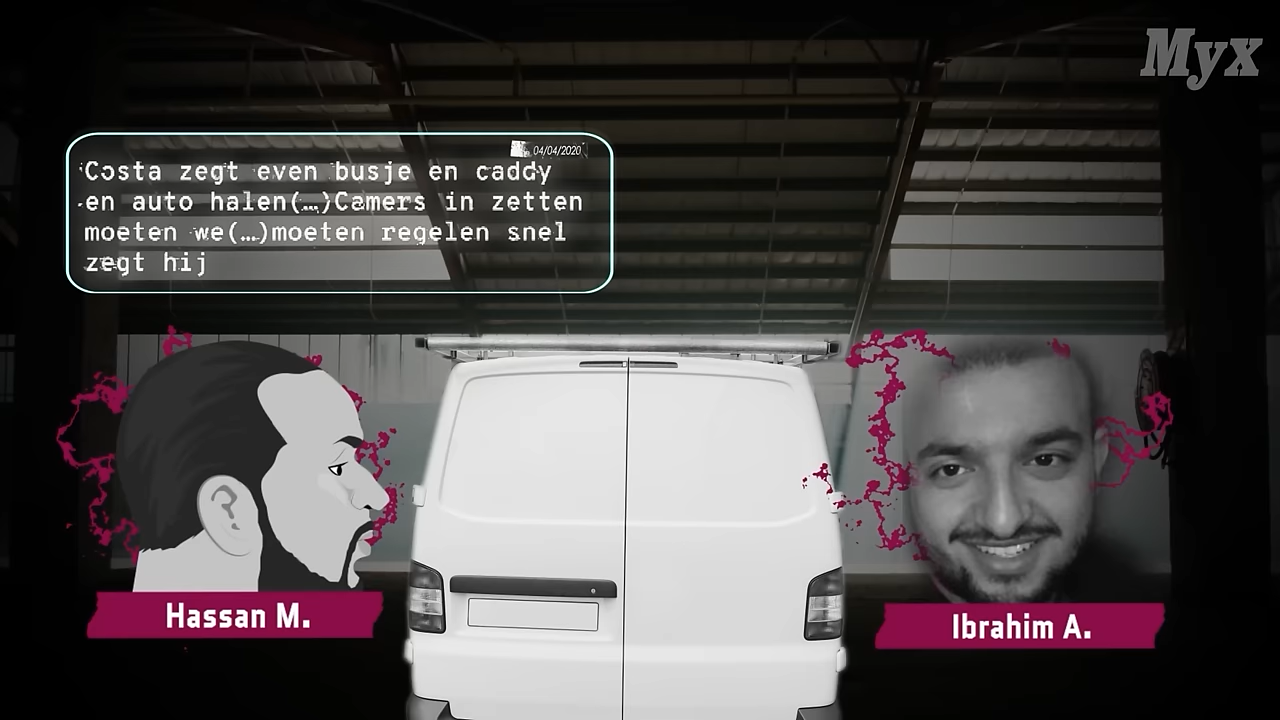 Myx
04/04/2020
Costa zegt even busje en caddy
en auto halen(…)Camers in zetten
moeten we(…)moeten regelen snel
zegt hij
Hassan M.
Ibrahim A.